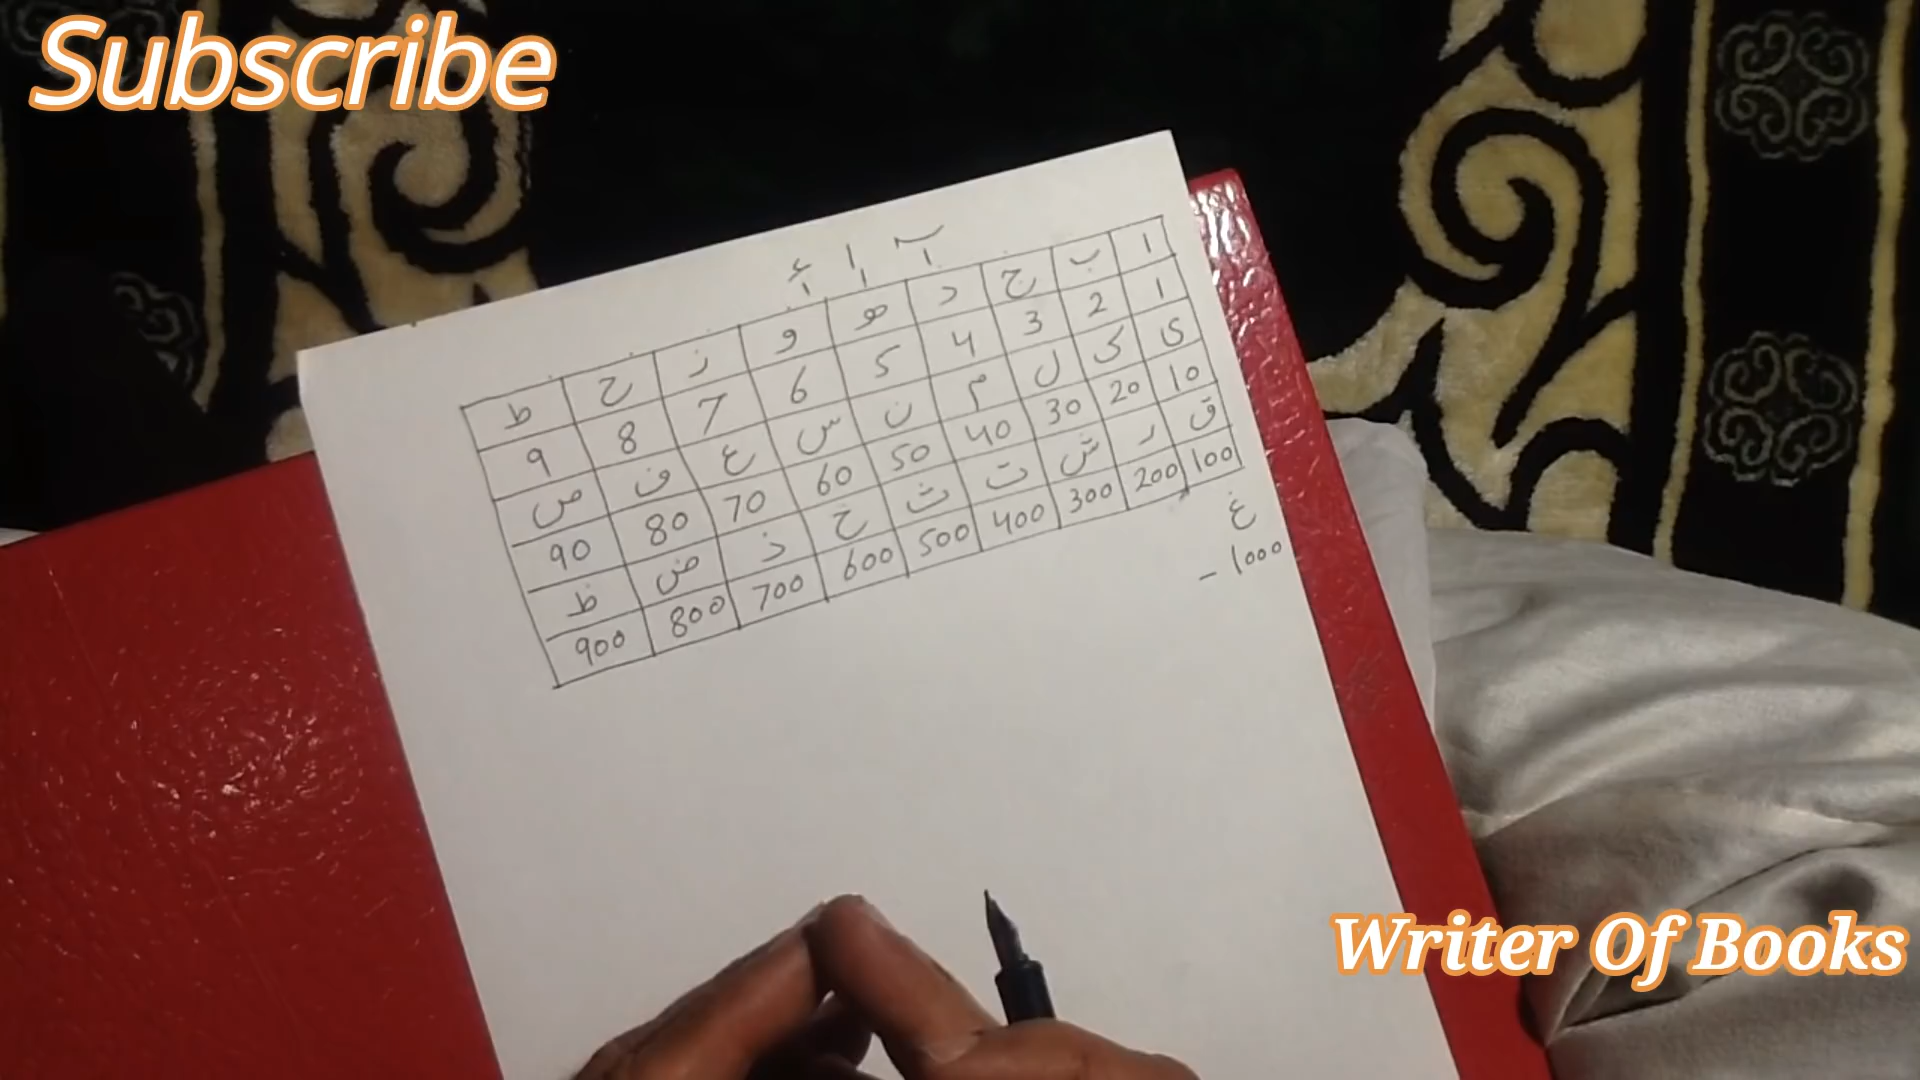 Subscribe
آ ا ئ
ا ب ج د ھ و ز ح ط
1 2 3 4 5 6 7 8 9
ی ک ل م ن س ع ف ص
10 20 30 40 50 60 70 80 90
ق ر ش ت ث خ ذ ض ظ
100 200 300 400 500 600 700 800 900
غ
1000 -
Writer Of Books